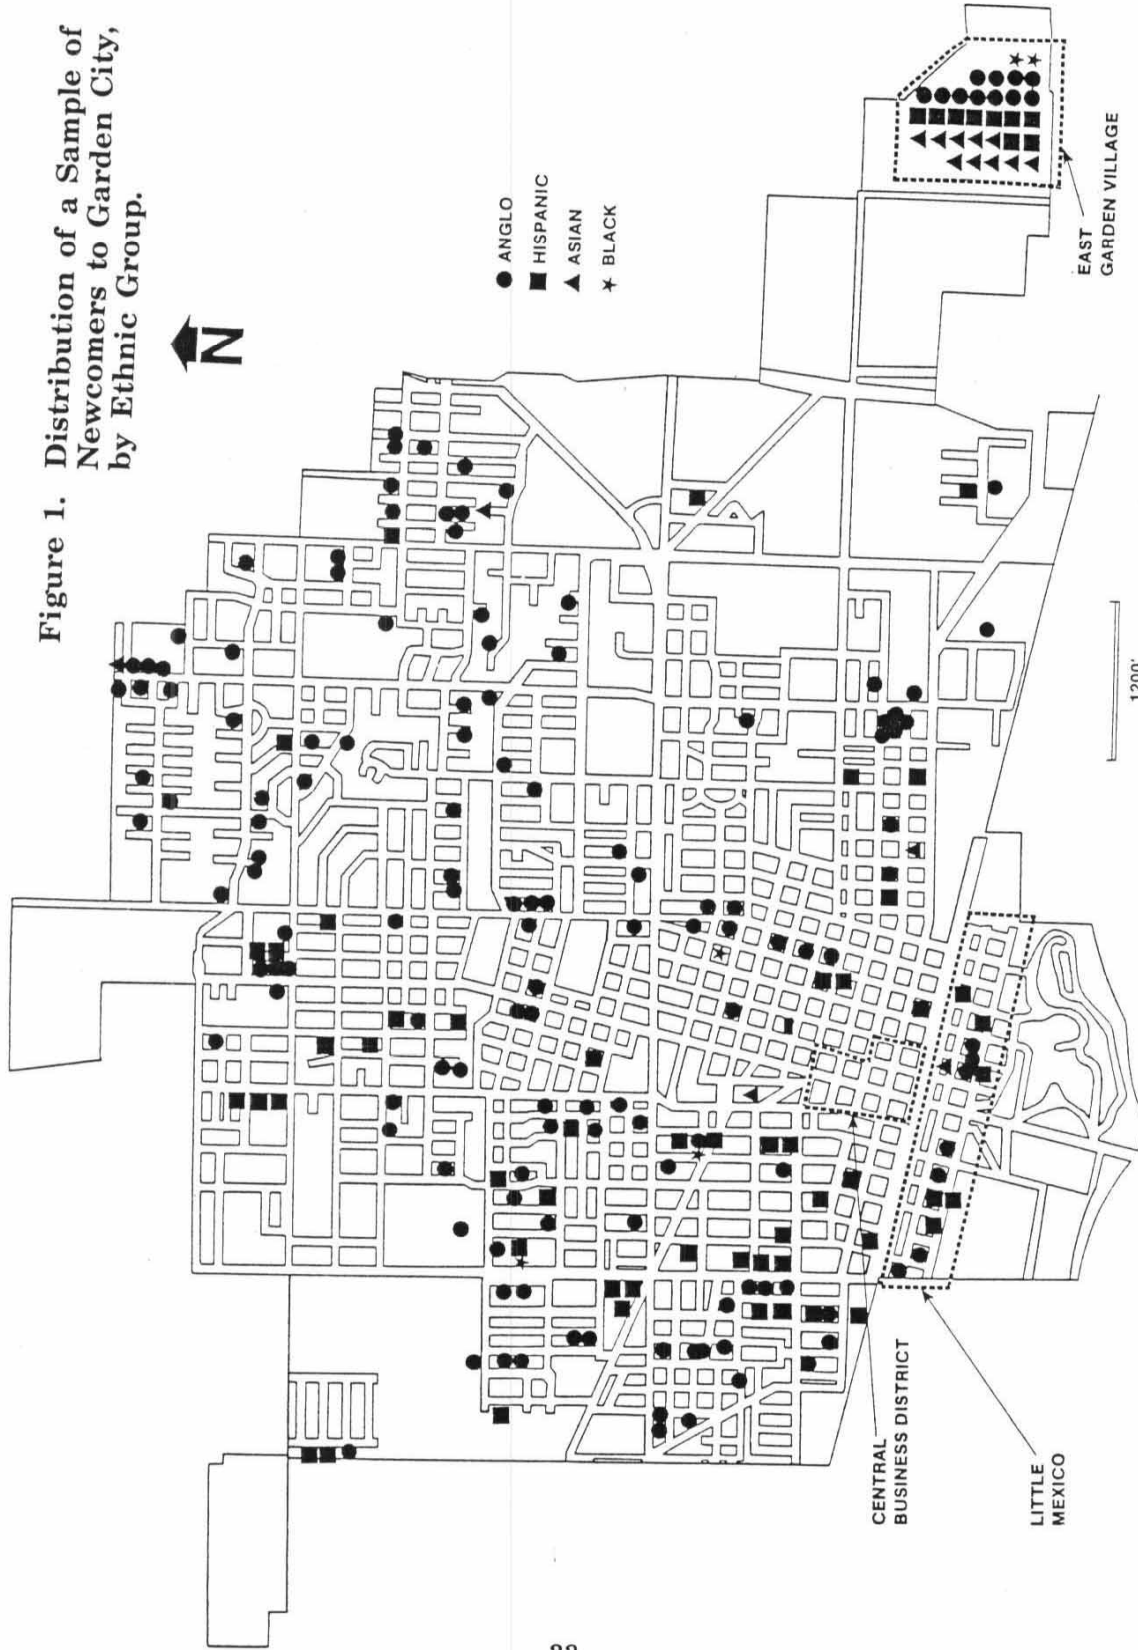 Figure 1. Distribution of a Sample of
Newcomers to Garden City,
by Ethnic Group.
N
ANGLO
HISPANIC
ASIAN
BLACK
EAST
GARDEN VILLAGE
1200'
CENTRAL
BUSINESS DISTRICT
LITTLE
MEXICO